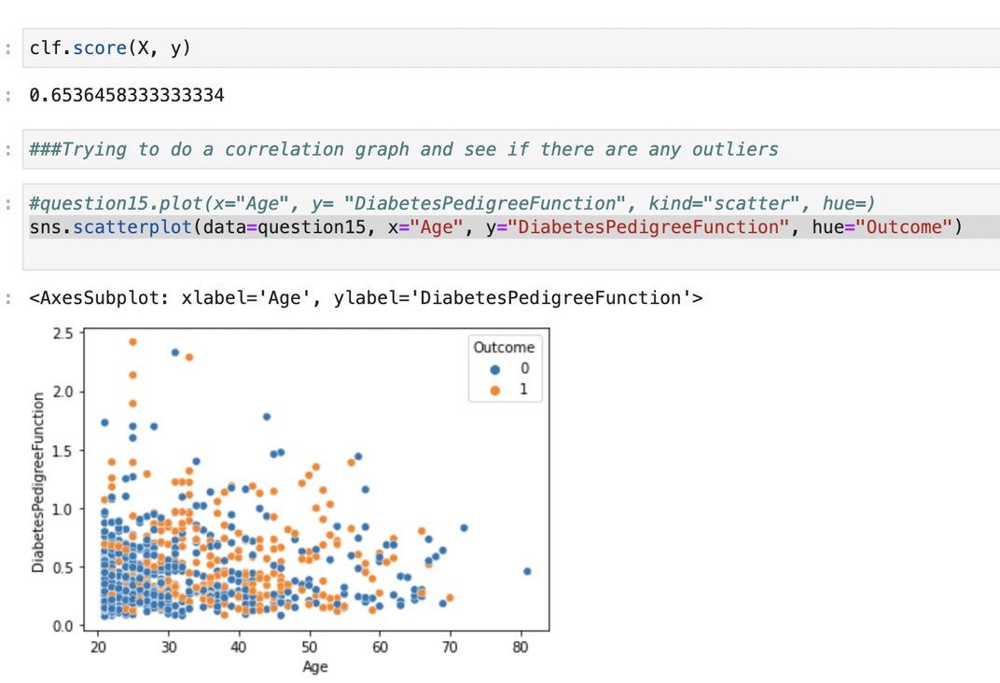 clf.score(X, y)
0.6536458333333334
###Trying to do a correlation graph and see if there are any outliers
#question15.plot(x="Age", y= "DiabetesPedigreeFunction", kind="scatter", hue=)
sns.scatterplot(data=question15, x="Age", y="DiabetesPedigreeFunction", hue="Outcome")
<AxesSubplot: xlabel='Age', ylabel='DiabetesPedigreeFunction'>
Outcome
0
1
2.5
2.0
1.5
1.0
0.5
0.0
DiabetesPedigreeFunction
20 30 40 50 60 70 80
Age